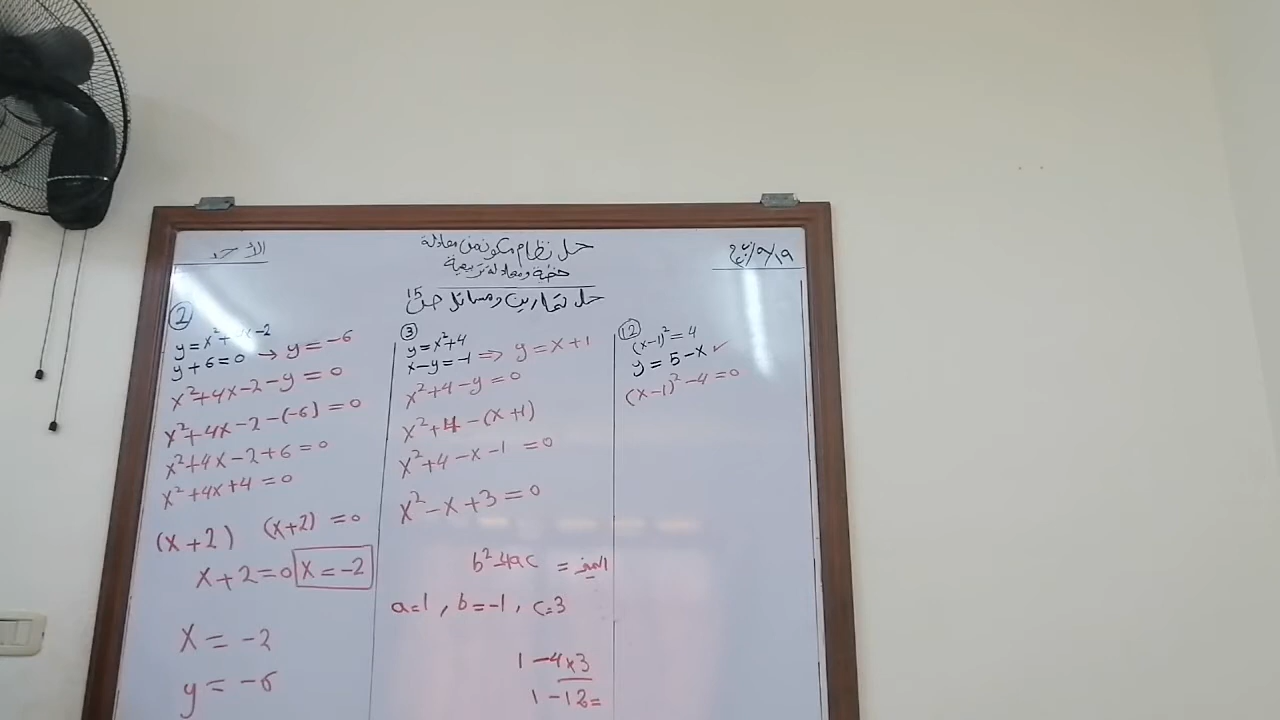 الأحد
حل نظام مكون من معادلة
خطية ومعادلة تربيعية
حل تمارين ومسائل ص 15
②
y = x² + 4x - 2
y + 6 = 0 → y = -6
x² + 4x - 2 - y = 0
x² + 4x - 2 - (-6) = 0
x² + 4x - 2 + 6 = 0
x² + 4x + 4 = 0
(x + 2) (x + 2) = 0
x + 2 = 0 x = -2
x = -2
y = -6
③
y = x² + 4
x - y = -1 ⇒ y = x + 1
x² + 4 - y = 0
x² + 4 - (x + 1)
x² + 4 - x - 1 = 0
x² - x + 3 = 0
b² - 4ac = المميز
a = 1 , b = -1 , c = 3
1 - 4 × 3
1 - 12 =
⑫
(x - 1)² = 4
y = 5 - x ✓
(x - 1)² - 4 = 0